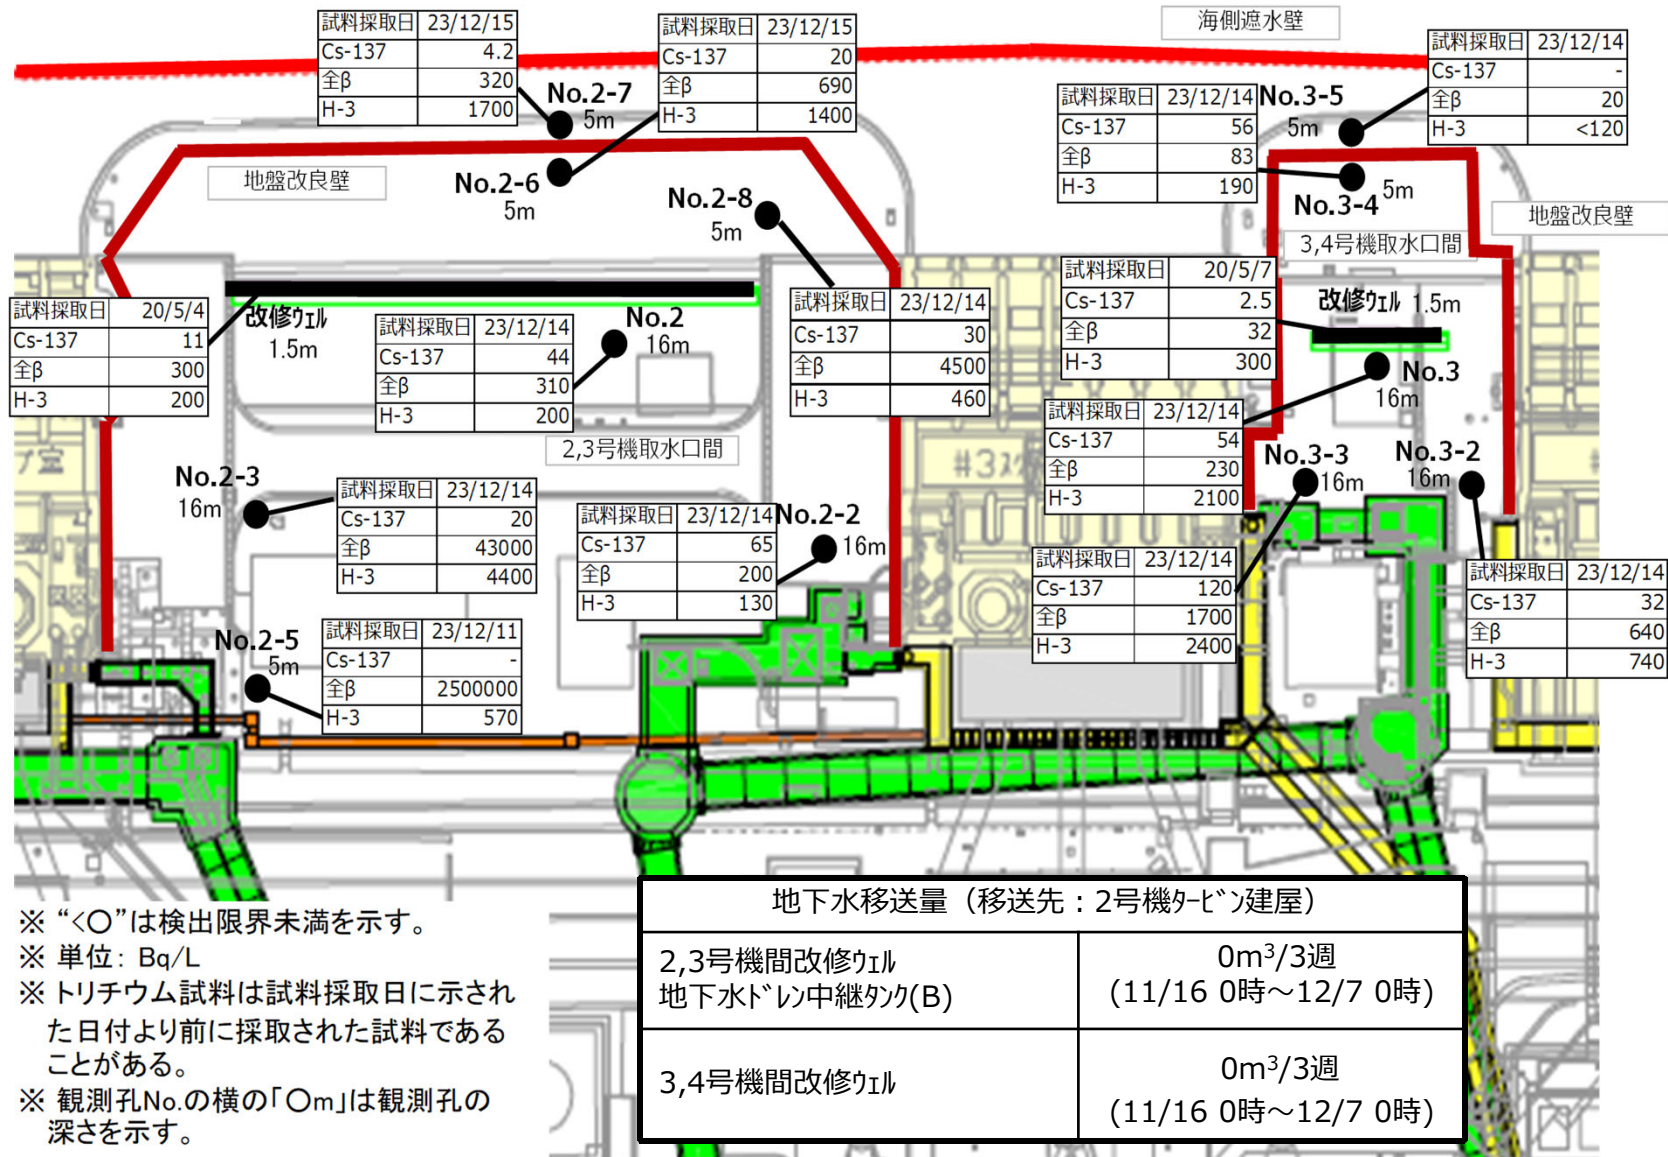 海側遮水壁
試料採取日 23/12/15
Cs-137 4.2
全β 320
H-3 1700
No.2-7
5m
試料採取日 23/12/15
Cs-137 20
全β 690
H-3 1400
No.2-6
5m
地盤改良壁
No.2-8
5m
試料採取日 23/12/14
Cs-137 56
全β 83
H-3 190
No.3-5
5m
試料採取日 23/12/14
Cs-137 -
全β 20
H-3 <120
No.3-4
5m
地盤改良壁
3,4号機取水口間
試料採取日 20/5/4
Cs-137 11
全β 300
H-3 200
改修ｳｪﾙ
1.5m
試料採取日 23/12/14
Cs-137 44
全β 310
H-3 200
No.2
16m
試料採取日 23/12/14
Cs-137 30
全β 4500
H-3 460
試料採取日 20/5/7
Cs-137 2.5
全β 32
H-3 300
改修ｳｪﾙ 1.5m
No.3
16m
試料採取日 23/12/14
Cs-137 54
全β 230
H-3 2100
2,3号機取水口間
No.2-3
16m
試料採取日 23/12/14
Cs-137 20
全β 43000
H-3 4400
試料採取日 23/12/14
Cs-137 65
全β 200
H-3 130
No.2-2
16m
No.3-3
16m
No.3-2
16m
試料採取日 23/12/14
Cs-137 120
全β 1700
H-3 2400
試料採取日 23/12/14
Cs-137 32
全β 640
H-3 740
No.2-5
5m
試料採取日 23/12/11
Cs-137 -
全β 2500000
H-3 570
※ “<〇”は検出限界未満を示す。
※ 単位: Bq/L
※ トリチウム試料は試料採取日に示され
た日付より前に採取された試料である
ことがある。
※ 観測孔No.の横の「〇m」は観測孔の
深さを示す。
地下水移送量（移送先：2号機ﾀｰﾋﾞﾝ建屋）
2,3号機間改修ｳｪﾙ
地下水ﾄﾞﾚﾝ中継ﾀﾝｸ(B)
0m³/3週
(11/16 0時～12/7 0時)
3,4号機間改修ｳｪﾙ
0m³/3週
(11/16 0時～12/7 0時)